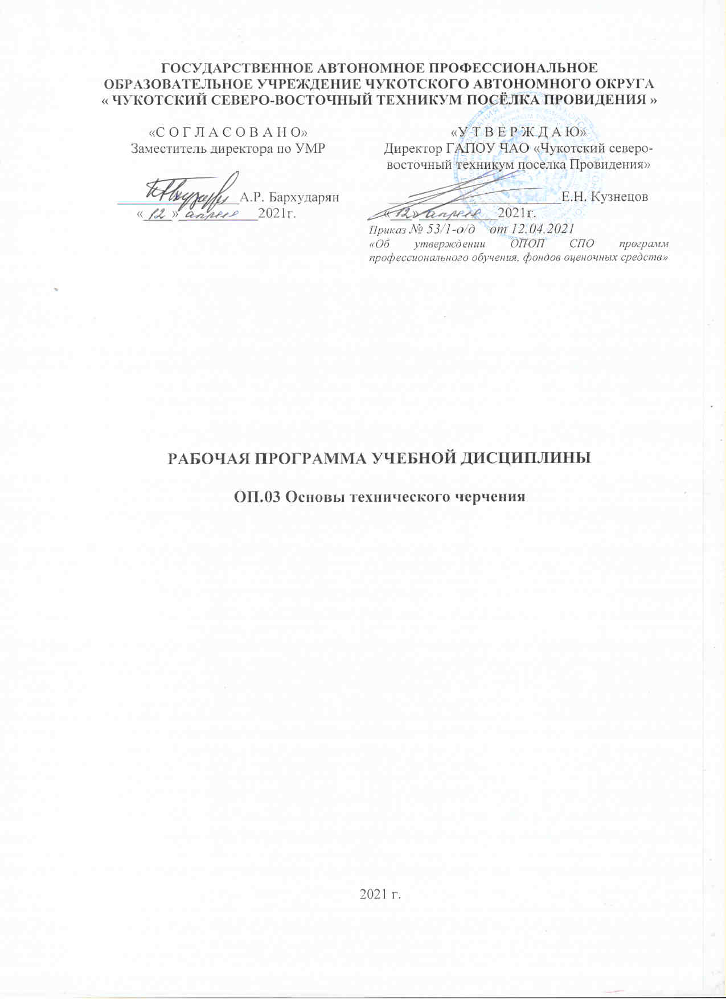 ГОСУДАРСТВЕННОЕ АВТОНОМНОЕ ПРОФЕССИОНАЛЬНОЕ
ОБРАЗОВАТЕЛЬНОЕ УЧРЕЖДЕНИЕ ЧУКОТСКОГО АВТОНОМНОГО ОКРУГА
« ЧУКОТСКИЙ СЕВЕРО-ВОСТОЧНЫЙ ТЕХНИКУМ ПОСЁЛКА ПРОВИДЕНИЯ »
«С О Г Л А С О В А Н О»
Заместитель директора по УМР
А.Р. Бархударян
«12» апреля 2021г.
«У Т В Е Р Ж Д А Ю»
Директор ГАПОУ ЧАО «Чукотский северо-
восточный техникум поселка Провидения»
Е.Н. Кузнецов
«12» апреля 2021г.
Приказ № 53/1-о/д от 12.04.2021
«Об утверждении ОПОП СПО программ
профессионального обучения, фондов оценочных средств»
РАБОЧАЯ ПРОГРАММА УЧЕБНОЙ ДИСЦИПЛИНЫ
ОП.03 Основы технического черчения
2021 г.